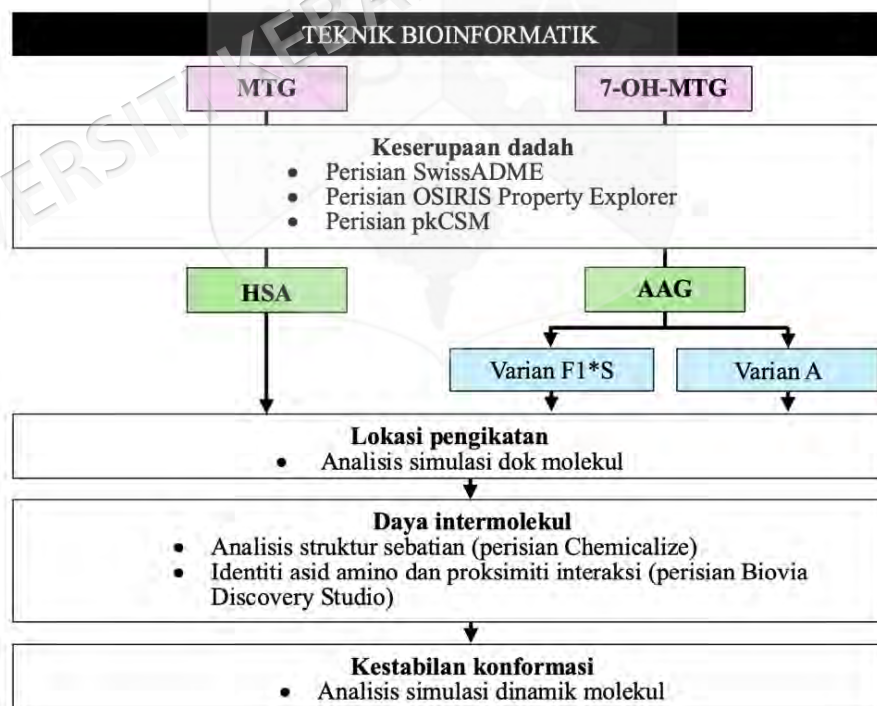 TEKNIK BIOINFORMATIK
MTG
7-OH-MTG
Keserupaan dadah
• Perisian SwissADME
• Perisian OSIRIS Property Explorer
• Perisian pkCSM
HSA
AAG
Varian F1*S
Varian A
Lokasi pengikatan
• Analisis simulasi dok molekul
Daya intermolekul
• Analisis struktur sebatian (perisian Chemicalize)
• Identiti asid amino dan proksimiti interaksi (perisian Biovia
Discovery Studio)
Kestabilan konformasi
• Analisis simulasi dinamik molekul